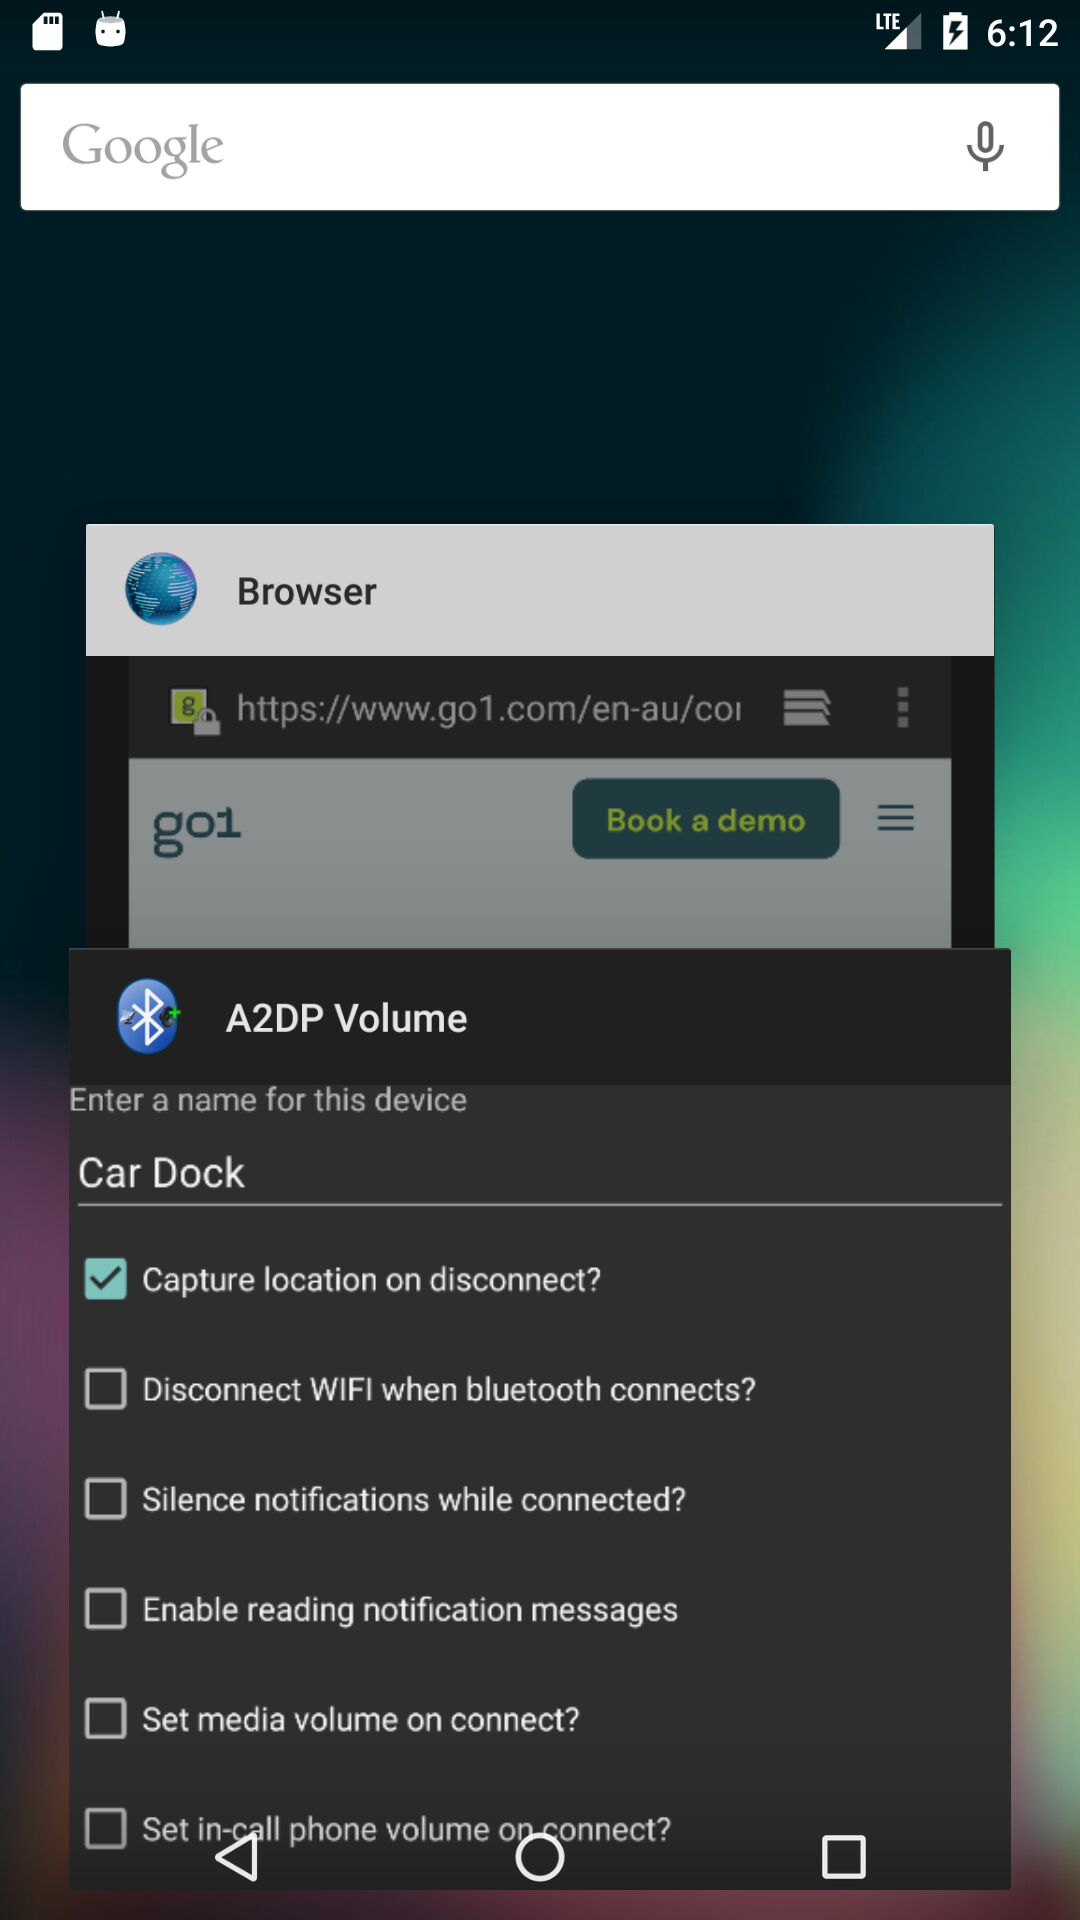 LTE 6:12
Google
Browser
g https://www.go1.com/en-au/co
go1 Book a demo
A2DP Volume
Enter a name for this device
Car Dock
Capture location on disconnect?
Disconnect WIFI when bluetooth connects?
Silence notifications while connected?
Enable reading notification messages
Set media volume on connect?
Set in-call phone volume on connect?